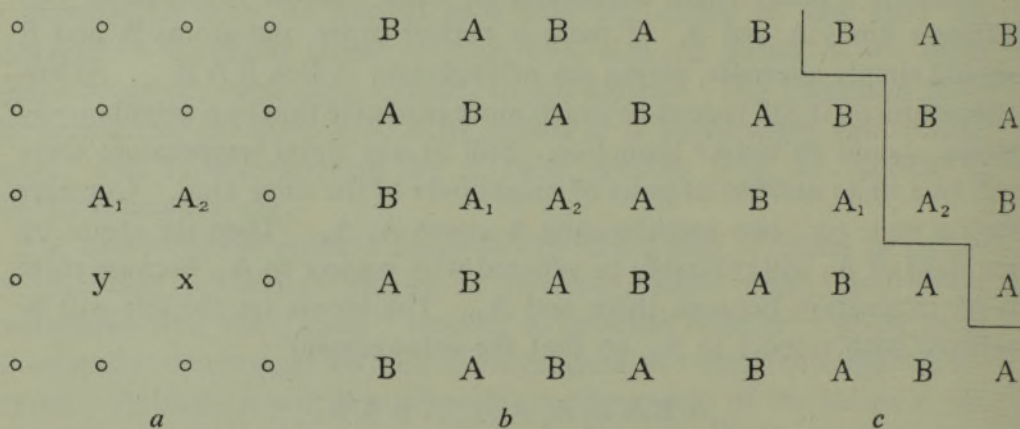 o o o o B A B A B B A B
o o o o A B A B A B B A
o A₁ A₂ o B A₁ A₂ A B A₁ A₂ B
o y x o A B A B A B A A
o o o o B A B A B A B A
a b c